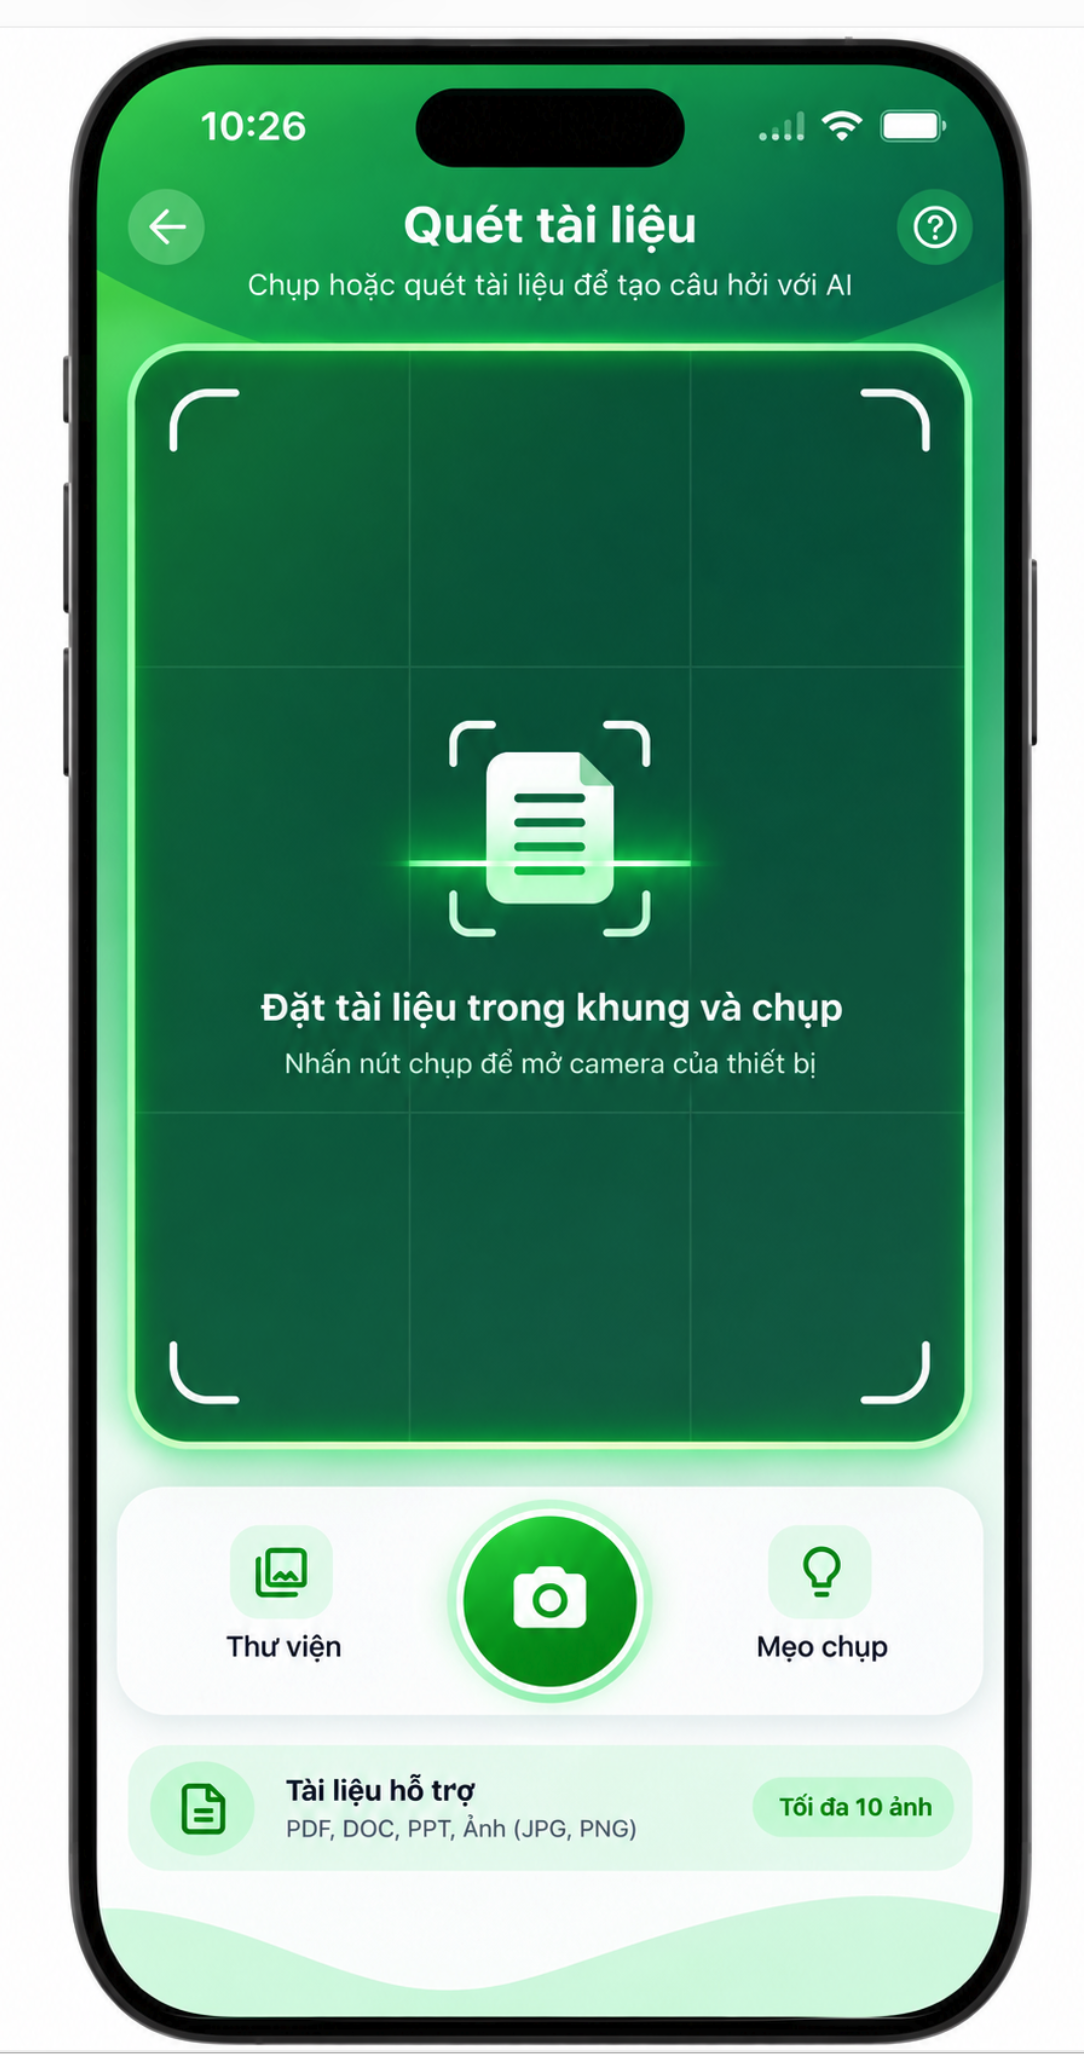 10:26
Quét tài liệu
Chụp hoặc quét tài liệu để tạo câu hởi với AI
Đặt tài liệu trong khung và chụp
Nhấn nút chụp để mở camera của thiết bị
Thư viện
Mẹo chụp
Tài liệu hỗ trợ
PDF, DOC, PPT, Ảnh (JPG, PNG)
Tối đa 10 ảnh